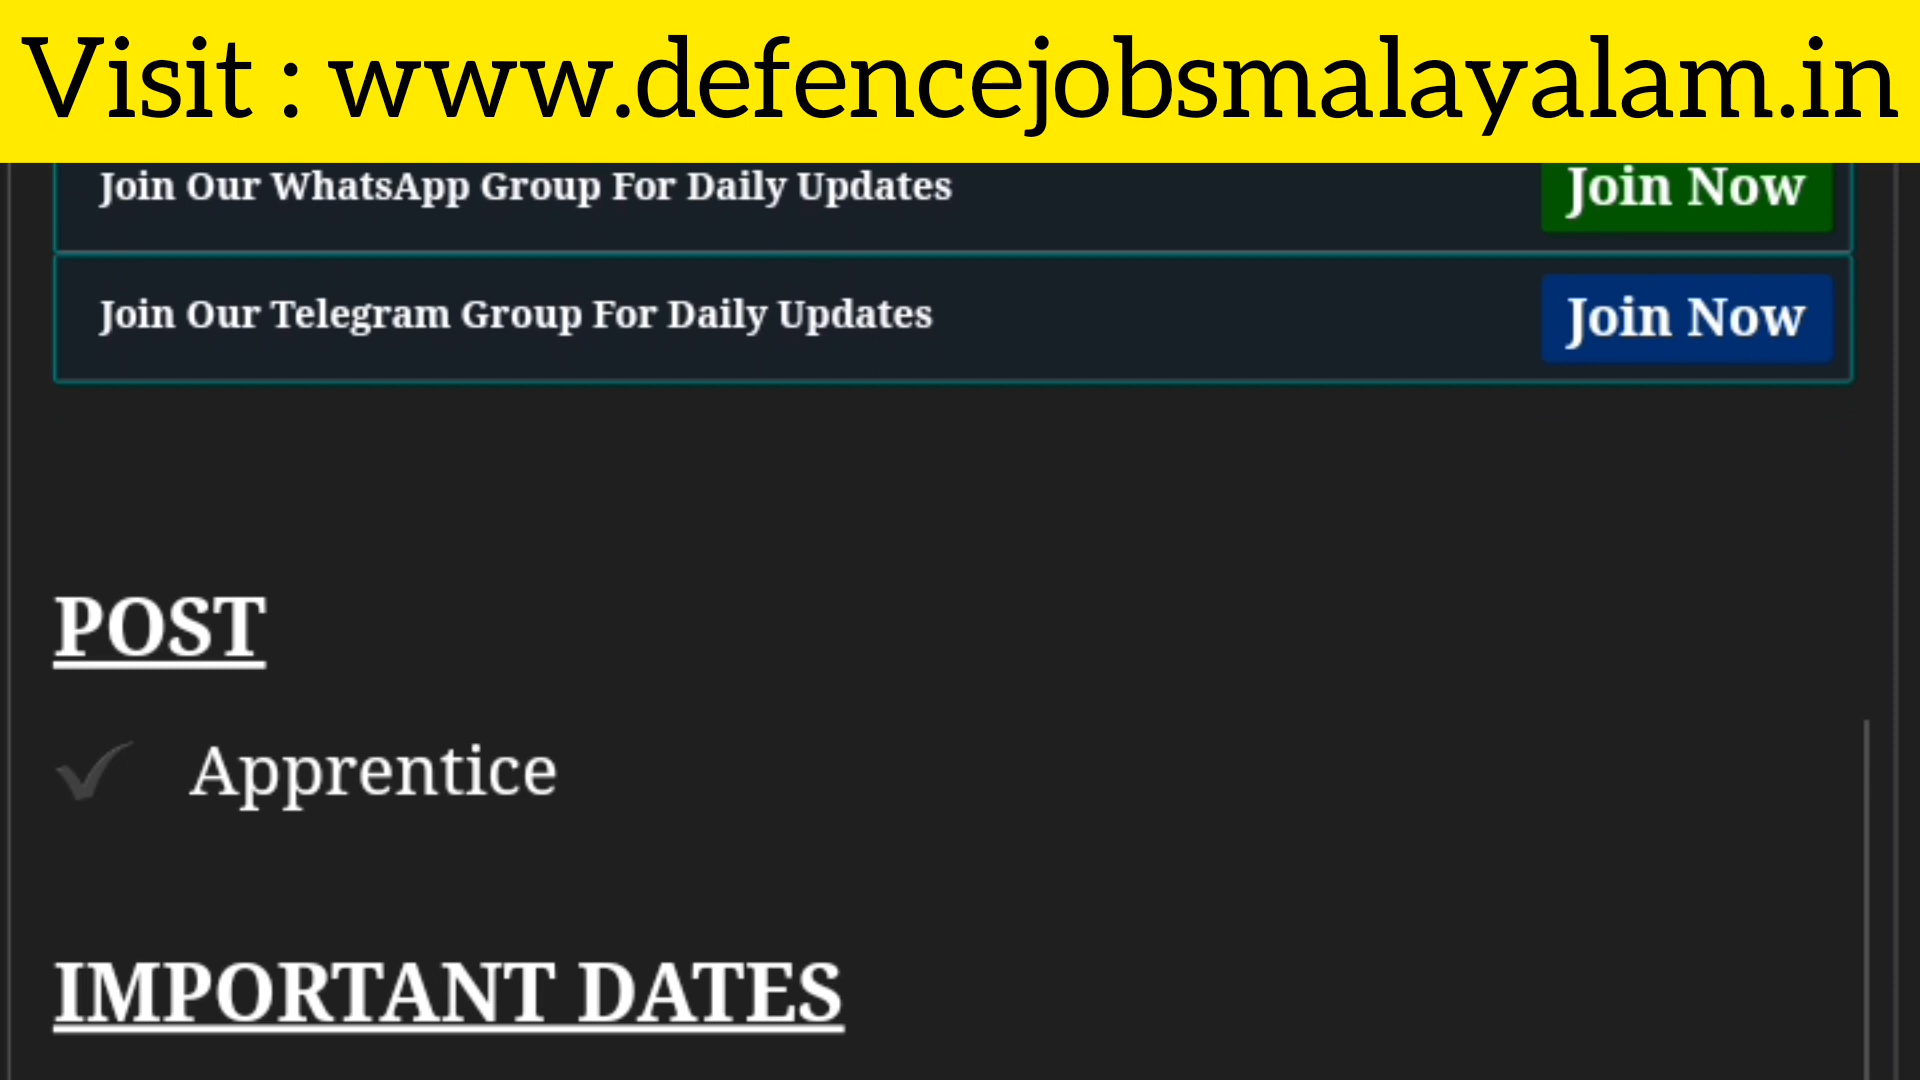 Visit : www.defencejobsmalayalam.in
Join Our WhatsApp Group For Daily Updates
Join Now
Join Our Telegram Group For Daily Updates
Join Now
POST
Apprentice
IMPORTANT DATES